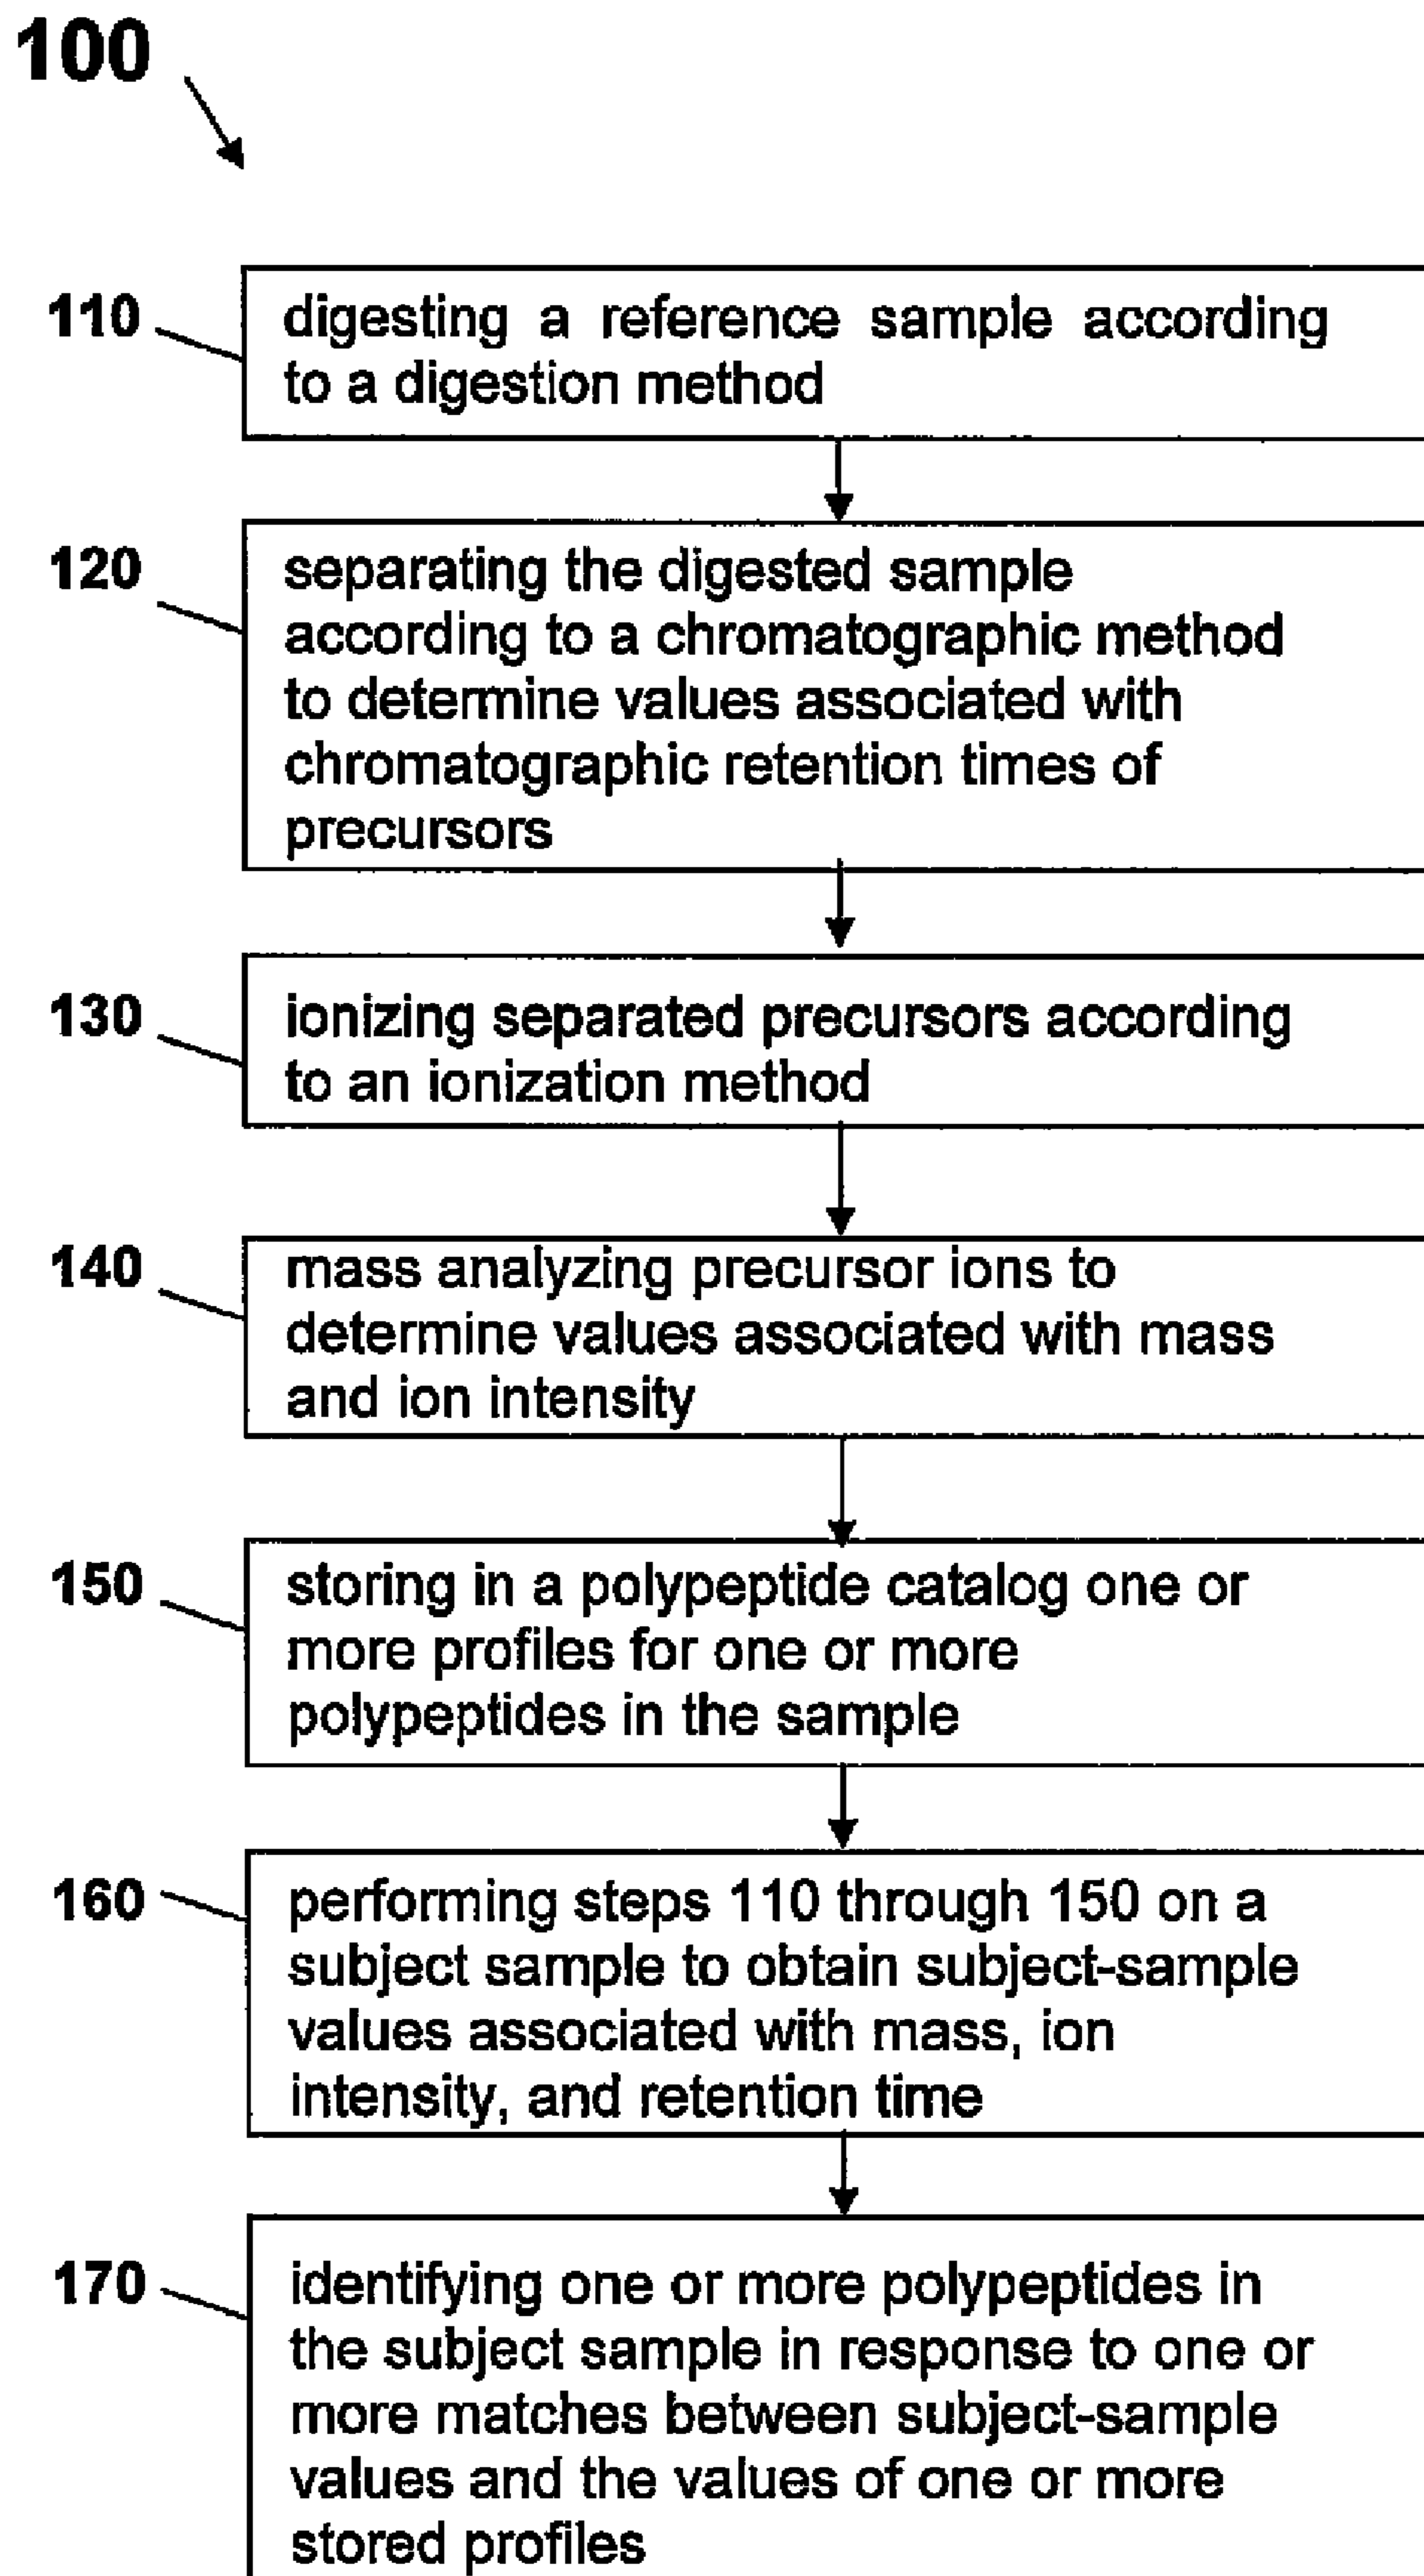 100
110
digesting a reference sample according
to a digestion method
120
separating the digested sample
according to a chromatographic method
to determine values associated with
chromatographic retention times of
precursors
130
ionizing separated precursors according
to an ionization method
140
mass analyzing precursor ions to
determine values associated with mass
and ion intensity
150
storing in a polypeptide catalog one or
more profiles for one or more
polypeptides in the sample
160
performing steps 110 through 150 on a
subject sample to obtain subject-sample
values associated with mass, ion
intensity, and retention time
170
identifying one or more polypeptides in
the subject sample in response to one or
more matches between subject-sample
values and the values of one or more
stored profiles